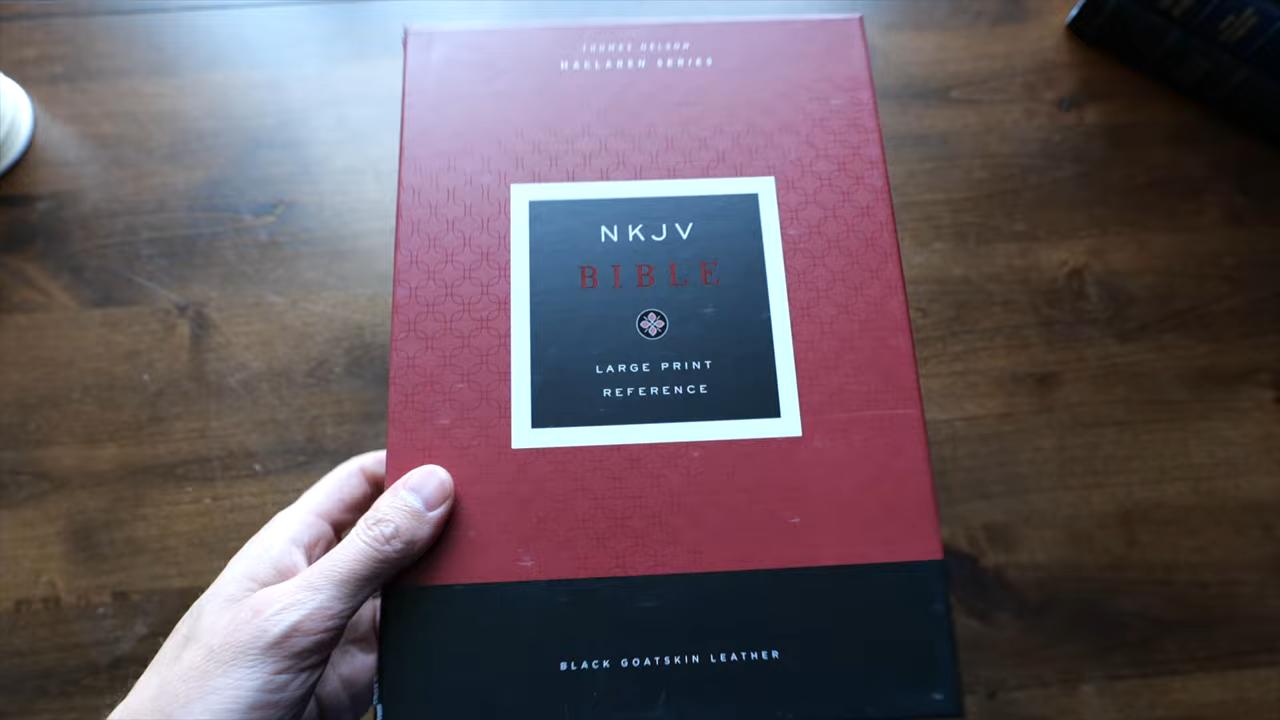 THOMAS NELSON
MACLAREN SERIES
NKJV
BIBLE
LARGE PRINT
REFERENCE
BLACK GOATSKIN LEATHER